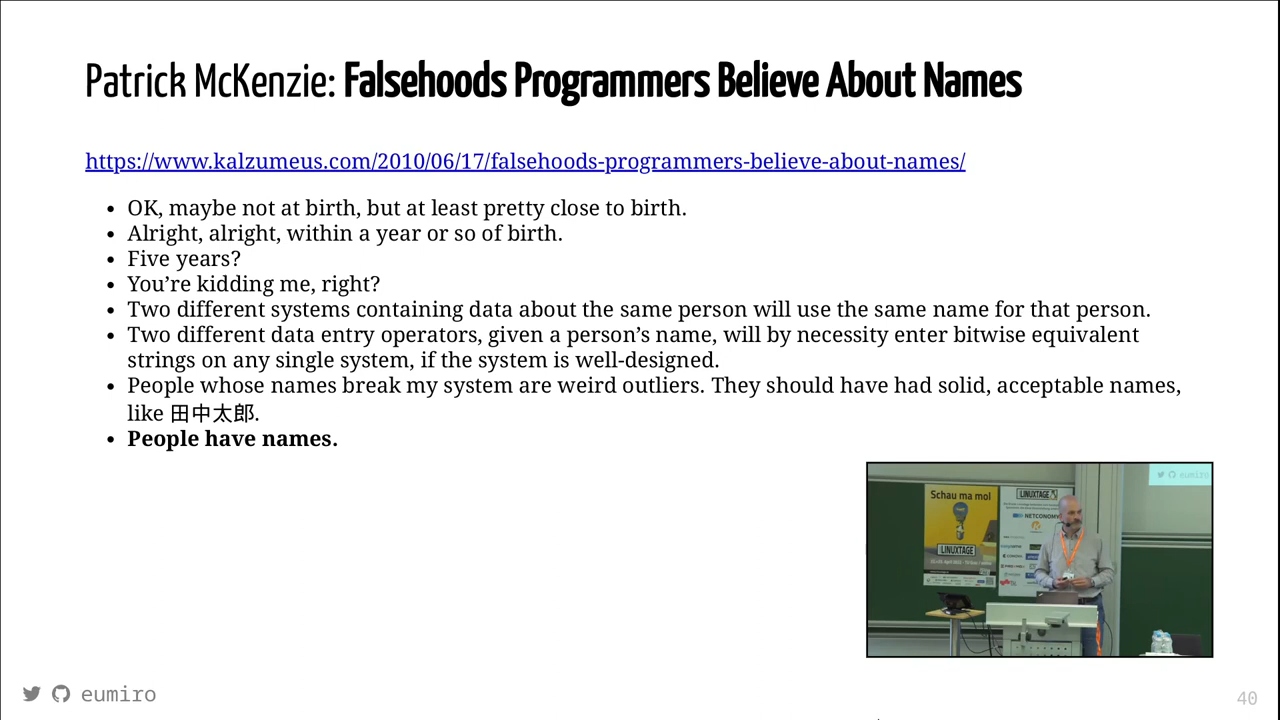 Patrick McKenzie: Falsehoods Programmers Believe About Names
https://www.kalzumeus.com/2010/06/17/falsehoods-programmers-believe-about-names/
• OK, maybe not at birth, but at least pretty close to birth.
• Alright, alright, within a year or so of birth.
• Five years?
• You’re kidding me, right?
• Two different systems containing data about the same person will use the same name for that person.
• Two different data entry operators, given a person’s name, will by necessity enter bitwise equivalent
strings on any single system, if the system is well-designed.
• People whose names break my system are weird outliers. They should have had solid, acceptable names,
like 田中太郎.
• People have names.
eumiro
Schau ma mol
LINUXTAGE
LINUXTAGE
NETCONOMY
eumiro
40